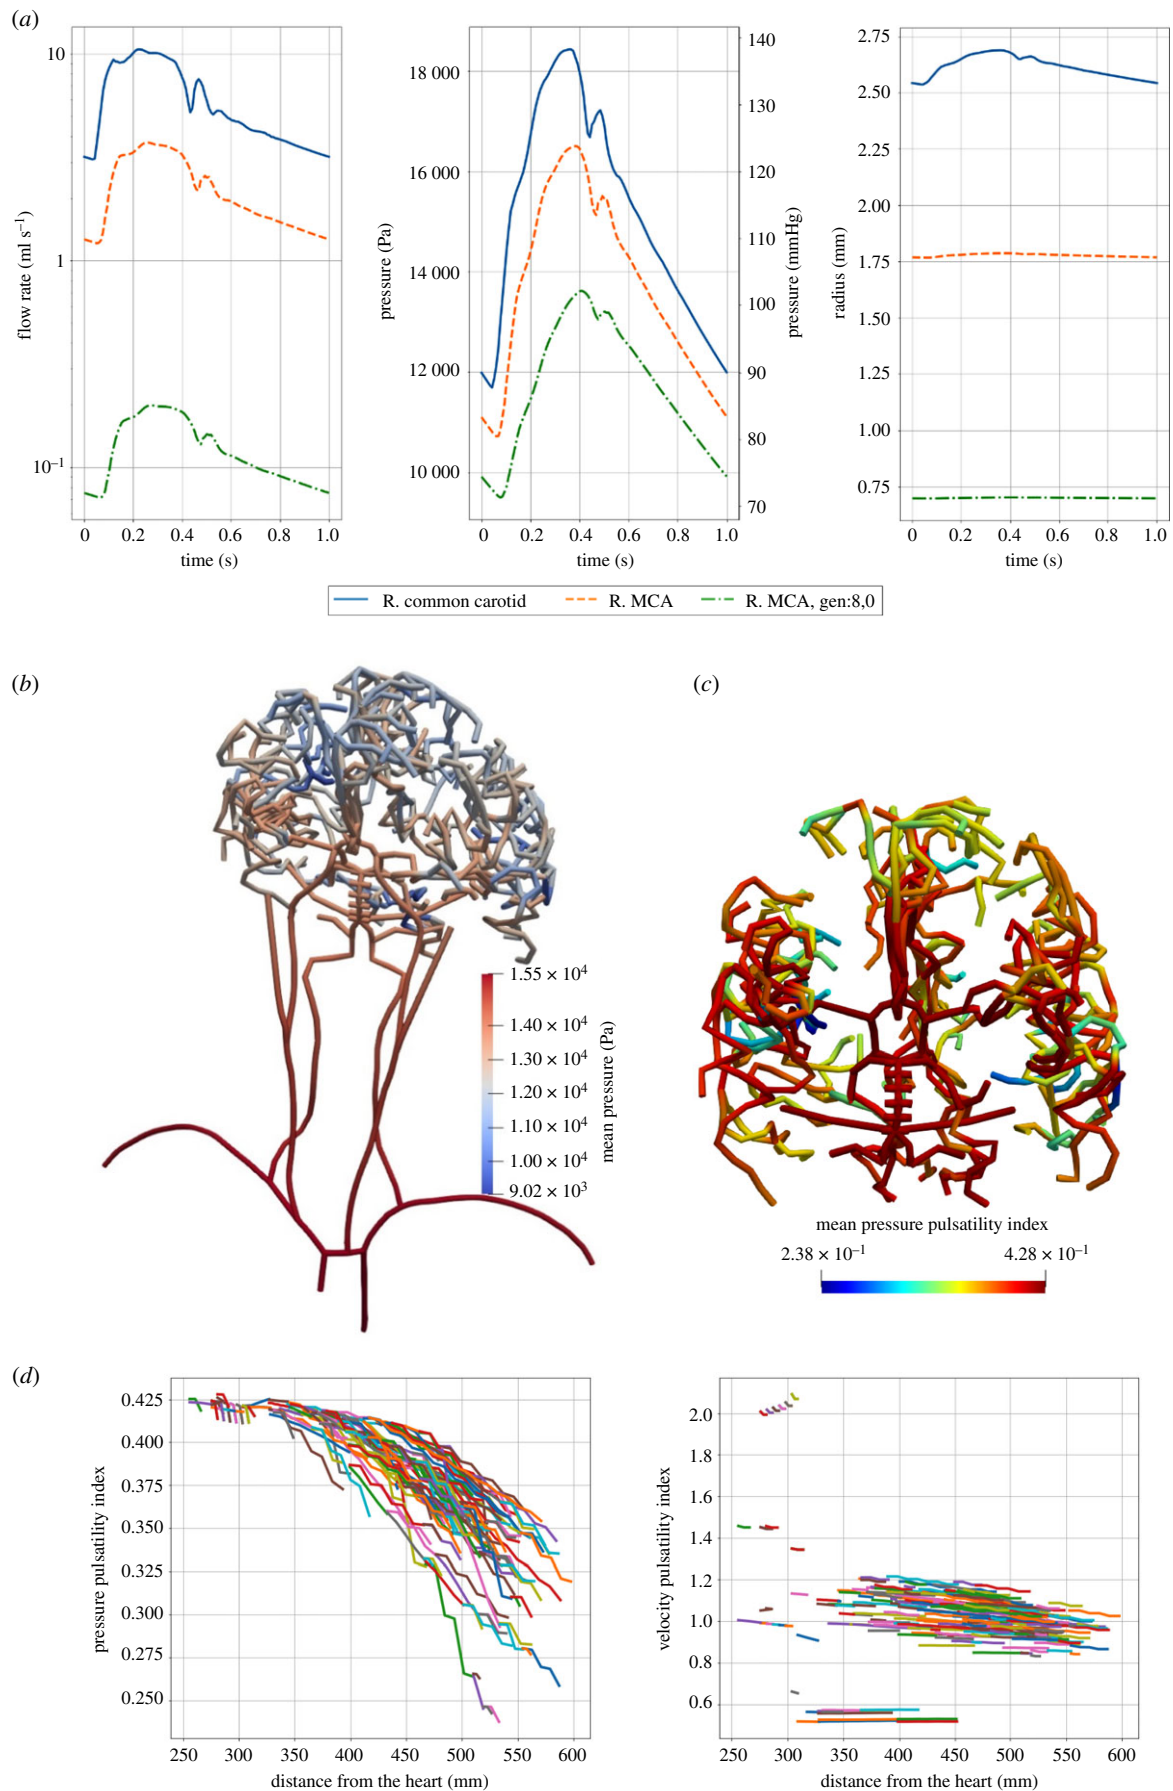 (a)
10
1
10⁻¹
flow rate (ml s⁻¹)
0 0.2 0.4 0.6 0.8 1.0
time (s)
18 000
16 000
14 000
12 000
10 000
pressure (Pa)
140
130
120
110
100
90
80
70
pressure (mmHg)
0 0.2 0.4 0.6 0.8 1.0
time (s)
2.75
2.50
2.25
2.00
1.75
1.50
1.25
1.00
0.75
radius (mm)
0 0.2 0.4 0.6 0.8 1.0
time (s)
R. common carotid R. MCA R. MCA, gen:8,0
(b)
1.55 × 10⁴
1.40 × 10⁴
1.30 × 10⁴
1.20 × 10⁴
1.10 × 10⁴
1.00 × 10⁴
9.02 × 10³
mean pressure (Pa)
(c)
mean pressure pulsatility index
2.38 × 10⁻¹ 4.28 × 10⁻¹
(d)
0.425
0.400
0.375
0.350
0.325
0.300
0.275
0.250
pressure pulsatility index
250 300 350 400 450 500 550 600
distance from the heart (mm)
2.0
1.8
1.6
1.4
1.2
1.0
0.8
0.6
velocity pulsatility index
250 300 350 400 450 500 550 600
distance from the heart (mm)